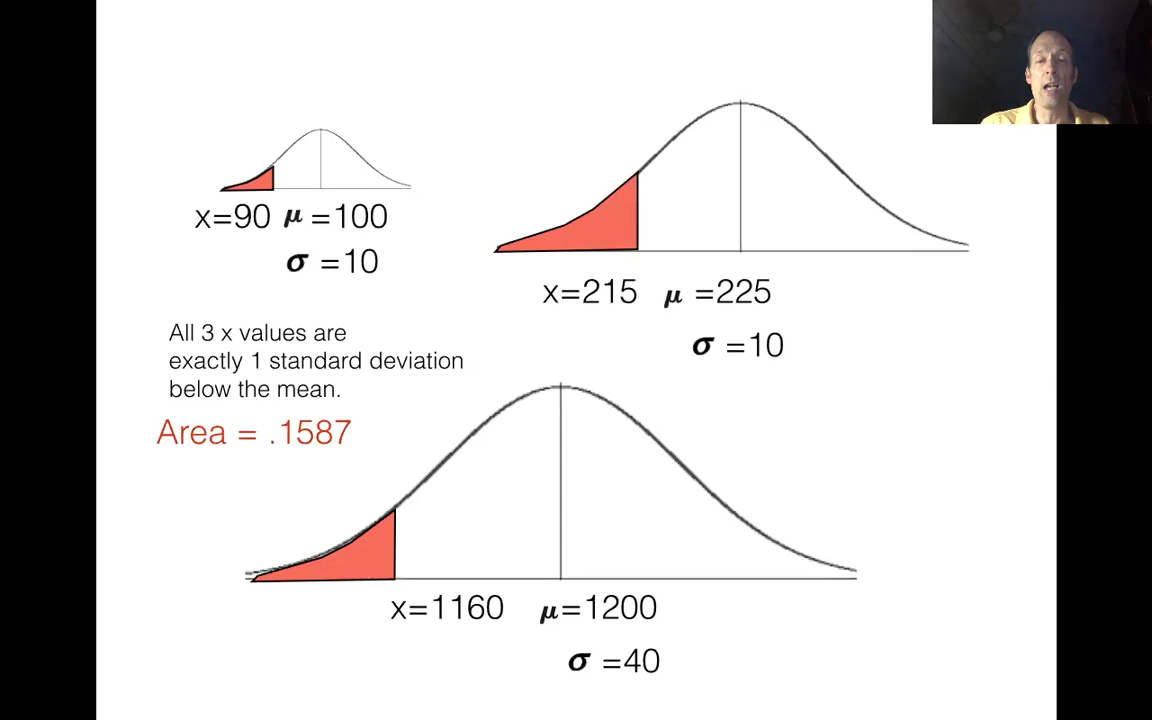 x=90 μ =100
σ =10
x=215 μ =225
σ =10
All 3 x values are
exactly 1 standard deviation
below the mean.
Area = .1587
x=1160 μ=1200
σ =40